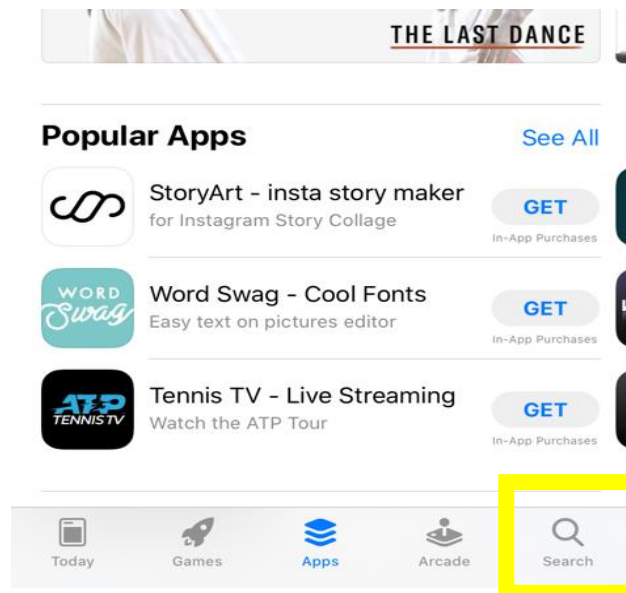 THE LAST DANCE
Popular Apps
See All
StoryArt - insta story maker
for Instagram Story Collage
GET
In-App Purchases
WORD
Swag
Word Swag - Cool Fonts
Easy text on pictures editor
GET
In-App Purchases
ATP
TENNISTV
Tennis TV - Live Streaming
Watch the ATP Tour
GET
In-App Purchases
Today
Games
Apps
Arcade
Search